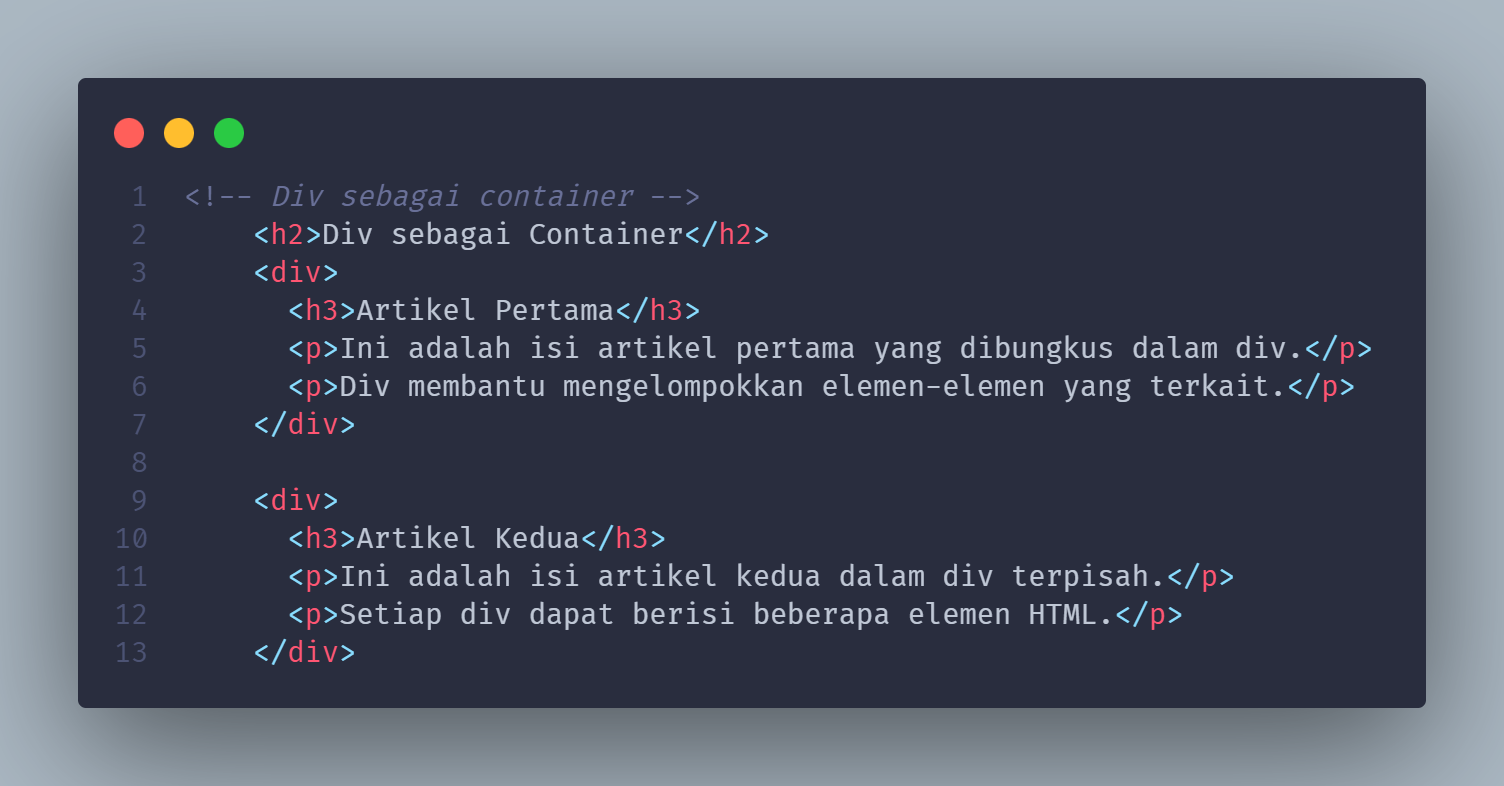 1 <!-- Div sebagai container -->
2 <h2>Div sebagai Container</h2>
3 <div>
4 <h3>Artikel Pertama</h3>
5 <p>Ini adalah isi artikel pertama yang dibungkus dalam div.</p>
6 <p>Div membantu mengelompokkan elemen-elemen yang terkait.</p>
7 </div>
8
9 <div>
10 <h3>Artikel Kedua</h3>
11 <p>Ini adalah isi artikel kedua dalam div terpisah.</p>
12 <p>Setiap div dapat berisi beberapa elemen HTML.</p>
13 </div>